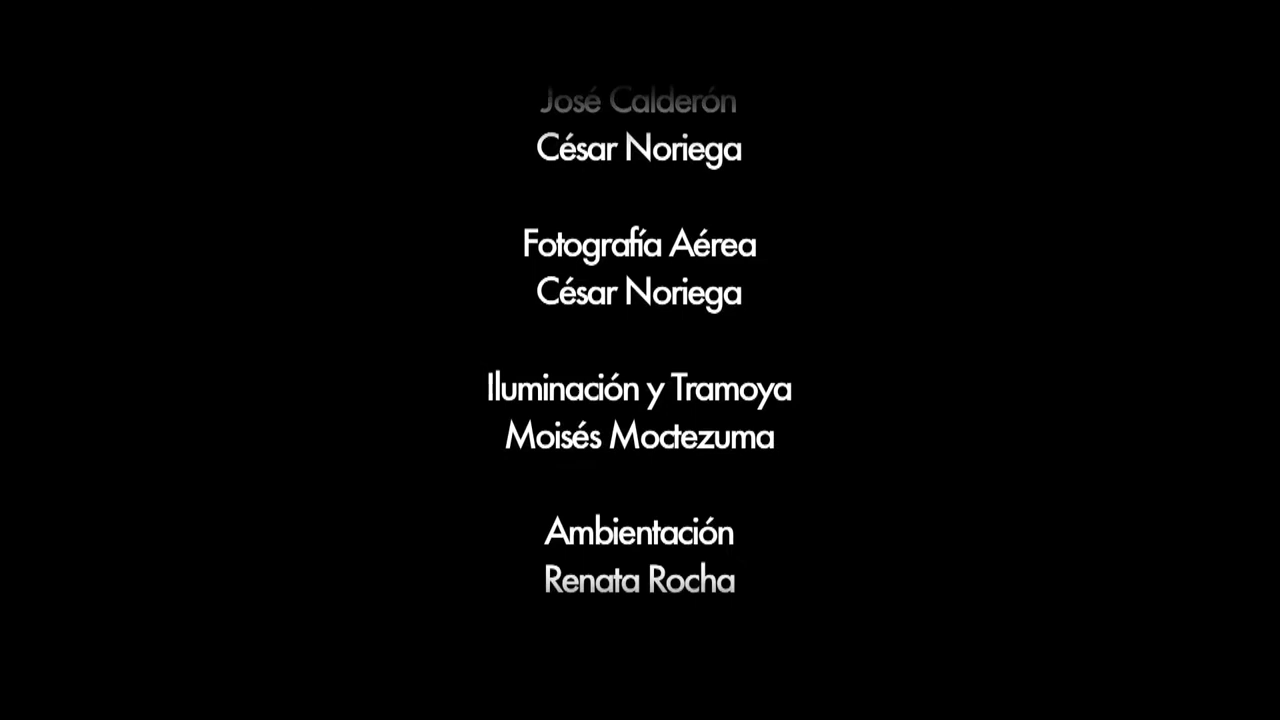 José Calderón
César Noriega
Fotografía Aérea
César Noriega
Iluminación y Tramoya
Moisés Moctezuma
Ambientación
Renata Rocha